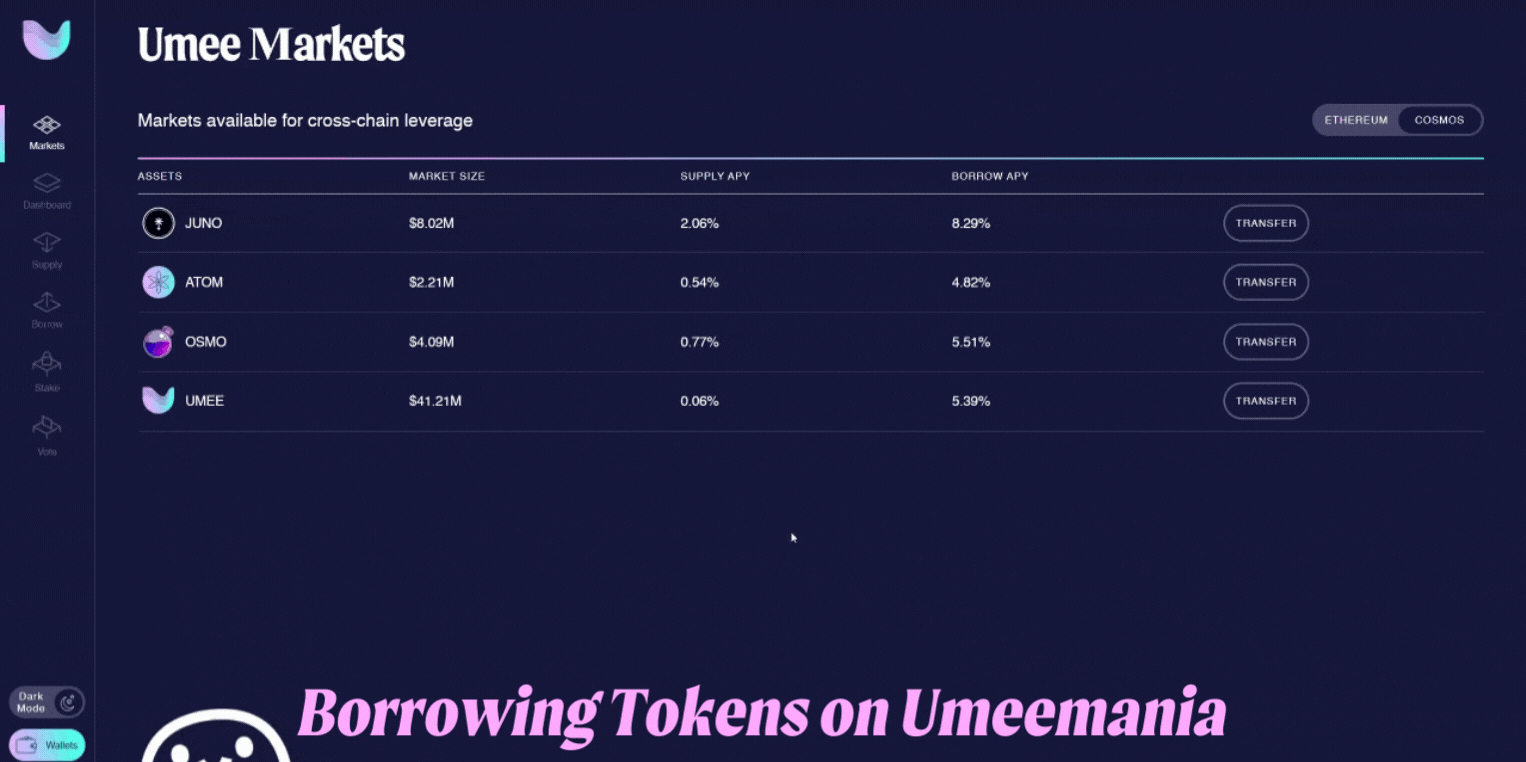 Umee Markets
Markets available for cross-chain leverage
ETHEREUM COSMOS
ASSETS MARKET SIZE SUPPLY APY BORROW APY
JUNO $8.02M 2.06% 8.29% TRANSFER
ATOM $2.21M 0.54% 4.82% TRANSFER
OSMO $4.09M 0.77% 5.51% TRANSFER
UMEE $41.21M 0.06% 5.39% TRANSFER
Markets
Dashboard
Supply
Borrow
Stake
Vote
Dark
Mode
Wallets
Borrowing Tokens on Umeemania